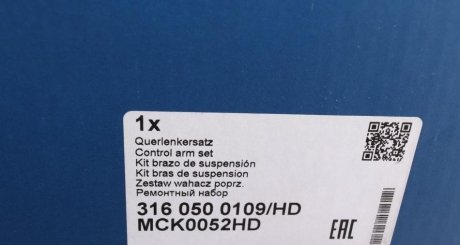 1x
Querlenkersatz
Control arm set
Kit brazo de suspensión
Kit bras de suspension
Zestaw wahacz poprz.
Ремонтный набор
316 050 0109/HD
MCK0052HD
EAC